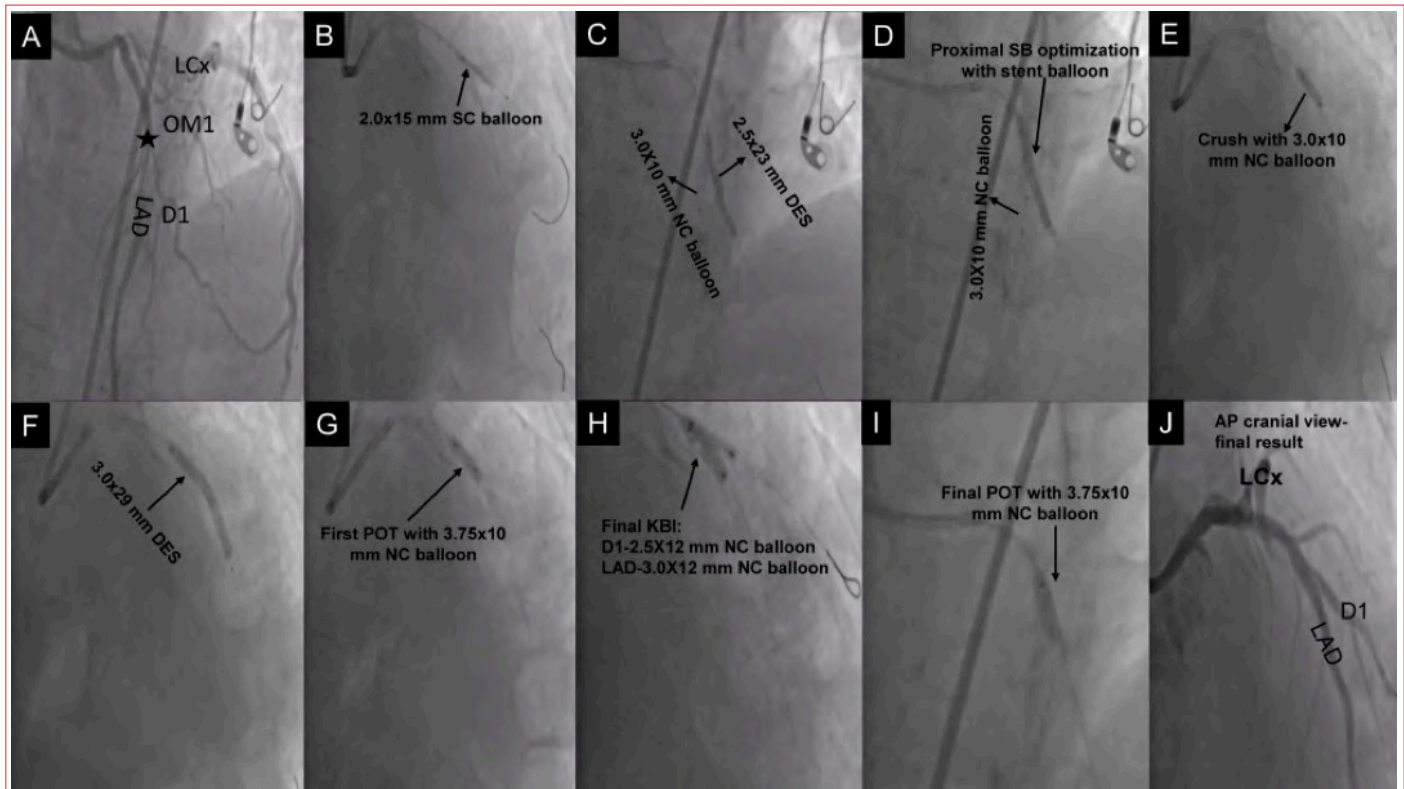 A
LCx
OM1
LAD
D1
B
2.0x15 mm SC balloon
C
3.0X10 mm NC balloon
2.5x23 mm DES
D
Proximal SB optimization
with stent balloon
3.0X10 mm NC balloon
E
Crush with 3.0x10
mm NC balloon
F
3.0x29 mm DES
G
First POT with 3.75x10
mm NC balloon
H
Final KBI:
D1-2.5X12 mm NC balloon
LAD-3.0X12 mm NC balloon
I
Final POT with 3.75x10
mm NC balloon
J
AP cranial view-
final result
LCx
D1
LAD